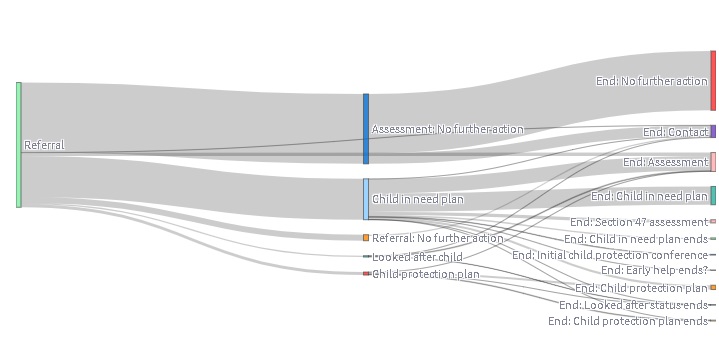 End: No further action
Assessment: No further action
End: Contact
Referral
End: Assessment
Child in need plan
End: Child in need plan
End: Section 47 assessment
Referral: No further action
End: Child in need plan ends
Looked after child
End: Initial child protection conference
Child protection plan
End: Early help ends?
End: Child protection plan
End: Looked after status ends
End: Child protection plan ends